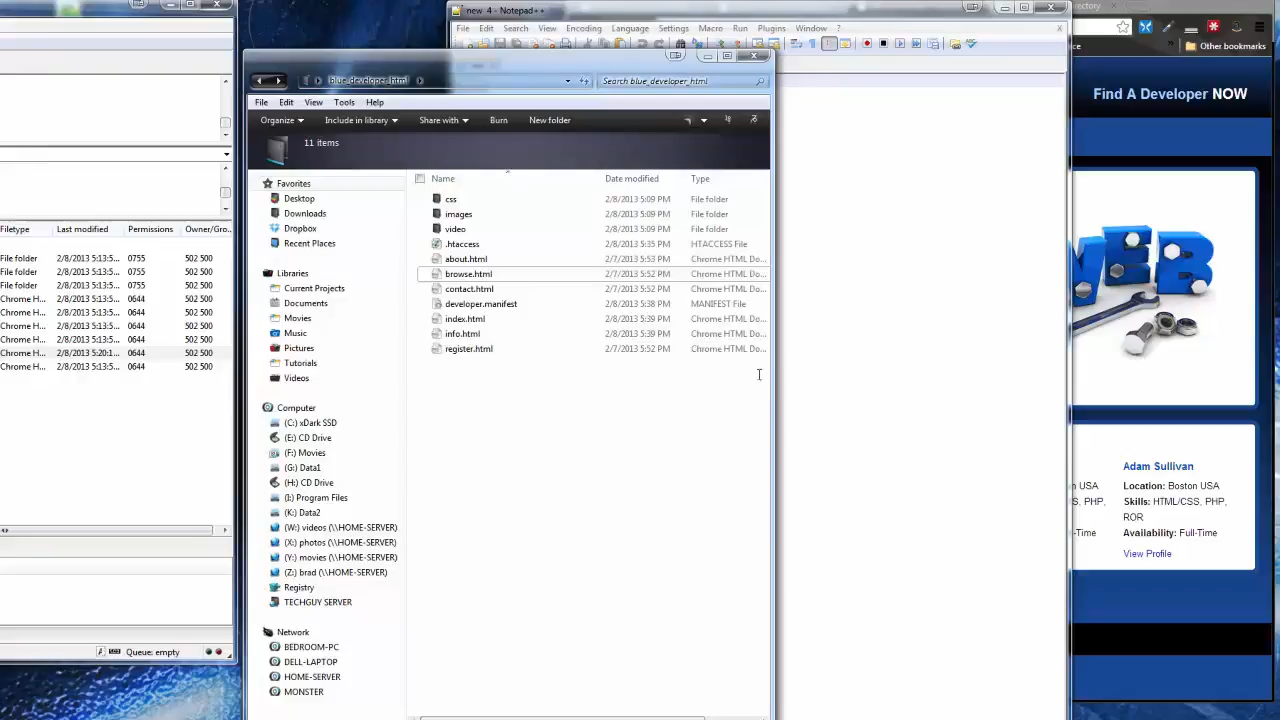 Filetype Last modified Permissions Owner/Gro...
File folder 2/8/2013 5:13:5... 0755 502 500
File folder 2/8/2013 5:13:5... 0755 502 500
File folder 2/8/2013 5:13:5... 0755 502 500
Chrome H... 2/8/2013 5:13:5... 0644 502 500
Chrome H... 2/8/2013 5:13:5... 0644 502 500
Chrome H... 2/8/2013 5:13:5... 0644 502 500
Chrome H... 2/8/2013 5:13:5... 0644 502 500
Chrome H... 2/8/2013 5:20:1... 0644 502 500
Chrome H... 2/8/2013 5:13:5... 0644 502 500
Queue: empty
new 4 - Notepad++
File Edit Search View Encoding Language Settings Macro Run Plugins Window ?
blue_developer_html
Search blue_developer_html
File Edit View Tools Help
Organize Include in library Share with Burn New folder
11 items
Name Date modified Type
css 2/8/2013 5:09 PM File folder
images 2/8/2013 5:09 PM File folder
video 2/8/2013 5:09 PM File folder
.htaccess 2/8/2013 5:35 PM HTACCESS File
about.html 2/7/2013 5:53 PM Chrome HTML Do...
browse.html 2/7/2013 5:52 PM Chrome HTML Do...
contact.html 2/7/2013 5:52 PM Chrome HTML Do...
developer.manifest 2/8/2013 5:38 PM MANIFEST File
index.html 2/8/2013 5:39 PM Chrome HTML Do...
info.html 2/8/2013 5:39 PM Chrome HTML Do...
register.html 2/7/2013 5:52 PM Chrome HTML Do...
Favorites
Desktop
Downloads
Dropbox
Recent Places
Libraries
Current Projects
Documents
Movies
Music
Pictures
Tutorials
Videos
Computer
(C:) xDark SSD
(E:) CD Drive
(F:) Movies
(G:) Data1
(H:) CD Drive
(I:) Program Files
(K:) Data2
(W:) videos (\\HOME-SERVER)
(X:) photos (\\HOME-SERVER)
(Y:) movies (\\HOME-SERVER)
(Z:) brad (\\HOME-SERVER)
Registry
TECHGUY SERVER
Network
BEDROOM-PC
DELL-LAPTOP
HOME-SERVER
MONSTER
Other bookmarks
Find A Developer NOW
EB
Adam Sullivan
on USA Location: Boston USA
SS, PHP, Skills: HTML/CSS, PHP,
ROR
-Time Availability: Full-Time
View Profile